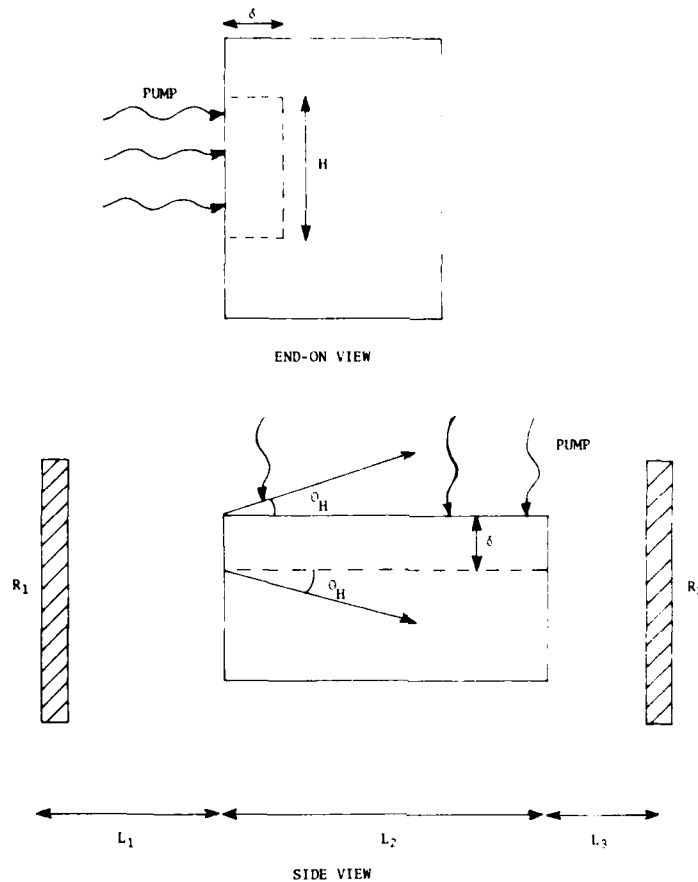 δ
PUMP
H
END-ON VIEW
PUMP
θH
δ
R1
θH
R
L1
L2
L3
SIDE VIEW